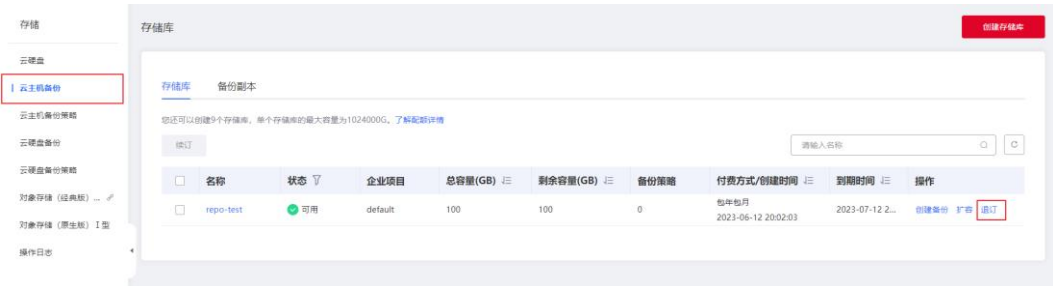 存储
云硬盘
云主机备份
云主机备份策略
云硬盘备份
云硬盘备份策略
对象存储（经典版）...
对象存储（原生版）I型
操作日志
存储库
创建存储库
存储库 备份副本
您还可以创建9个存储库，单个存储库的最大容量为1024000G。了解配额详情
续订
请输入名称
名称 状态 企业项目 总容量(GB) 剩余容量(GB) 备份策略 付费方式/创建时间 到期时间 操作
repo-test 可用 default 100 100 0 包年包月 2023-07-12 2... 创建备份 扩容 退订
2023-06-12 20:02:03